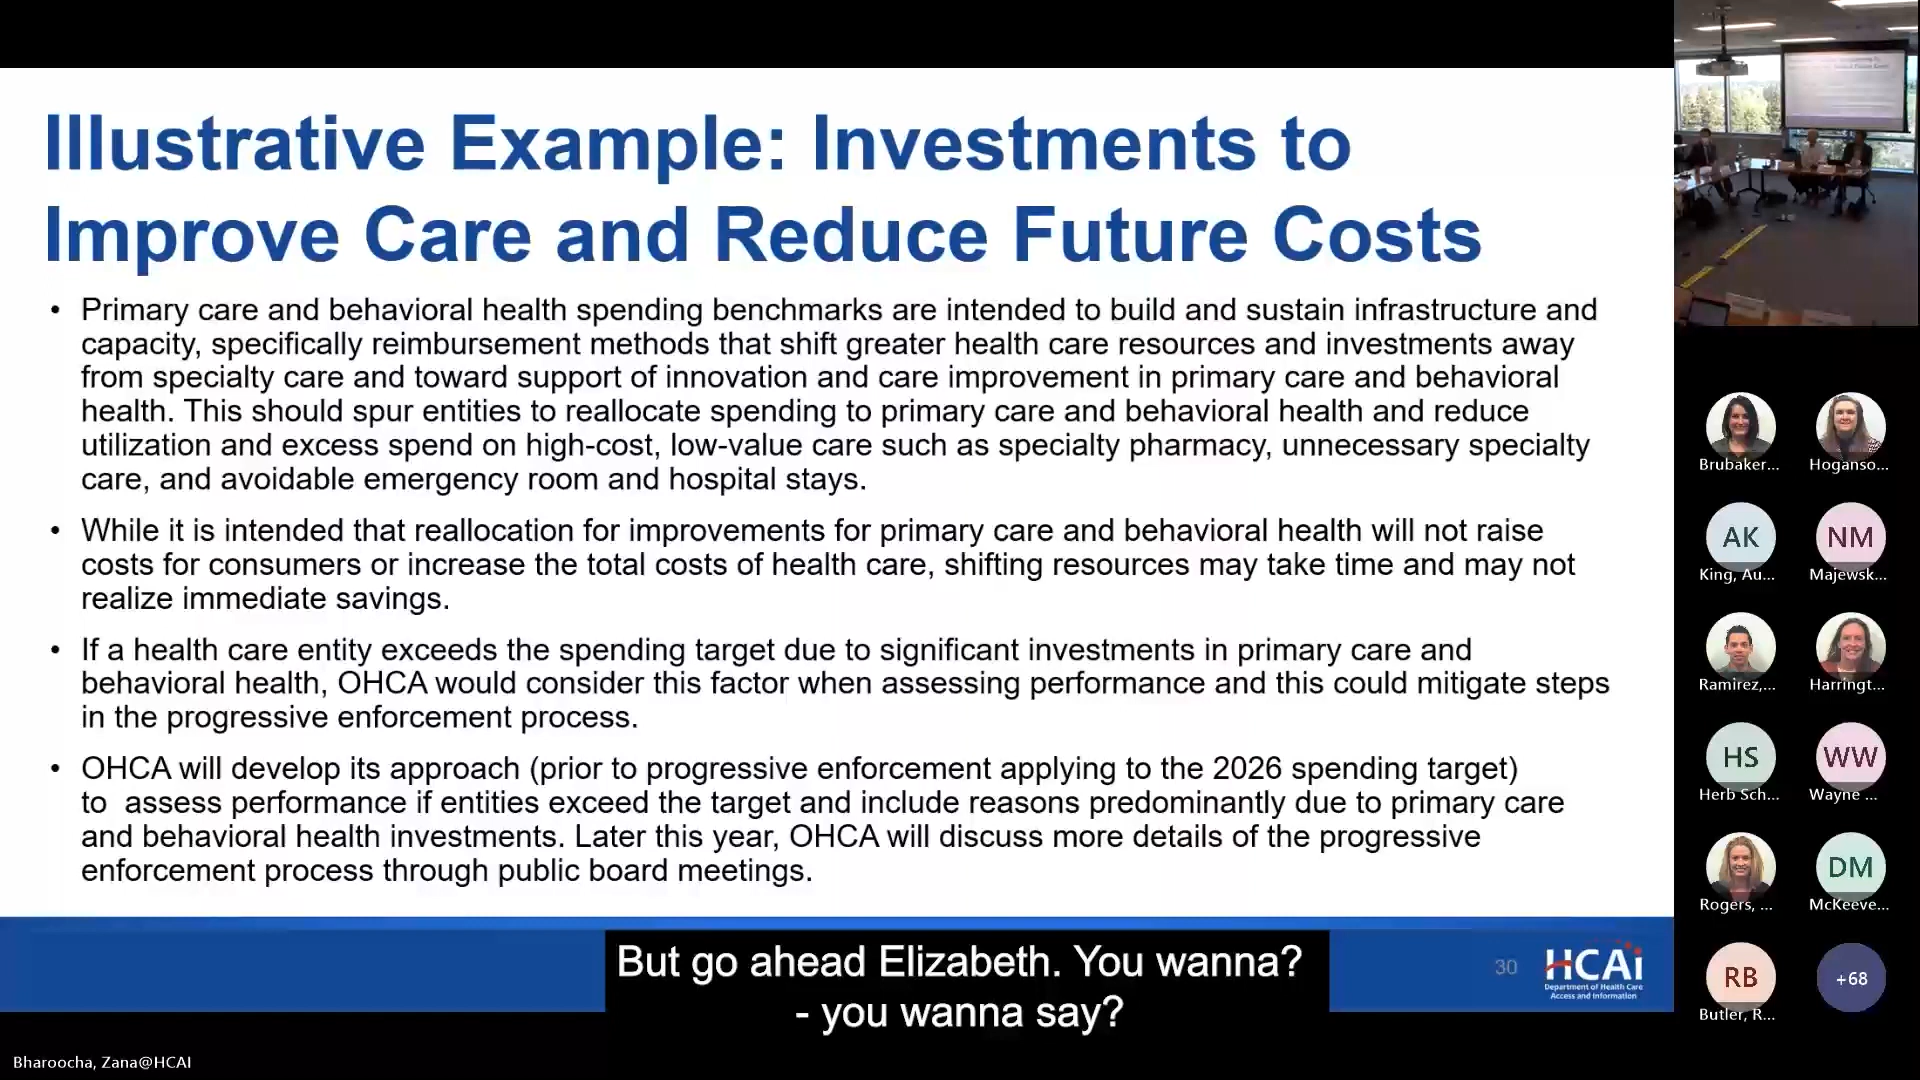 Illustrative Example: Investments to
Improve Care and Reduce Future Costs
• Primary care and behavioral health spending benchmarks are intended to build and sustain infrastructure and
capacity, specifically reimbursement methods that shift greater health care resources and investments away
from specialty care and toward support of innovation and care improvement in primary care and behavioral
health. This should spur entities to reallocate spending to primary care and behavioral health and reduce
utilization and excess spend on high-cost, low-value care such as specialty pharmacy, unnecessary specialty
care, and avoidable emergency room and hospital stays.
• While it is intended that reallocation for improvements for primary care and behavioral health will not raise
costs for consumers or increase the total costs of health care, shifting resources may take time and may not
realize immediate savings.
• If a health care entity exceeds the spending target due to significant investments in primary care and
behavioral health, OHCA would consider this factor when assessing performance and this could mitigate steps
in the progressive enforcement process.
• OHCA will develop its approach (prior to progressive enforcement applying to the 2026 spending target)
to  assess performance if entities exceed the target and include reasons predominantly due to primary care
and behavioral health investments. Later this year, OHCA will discuss more details of the progressive
enforcement process through public board meetings.
But go ahead Elizabeth. You wanna?
- you wanna say?
30
HCAi
Department of Health Care
Access and Information
Bharoocha, Zana@HCAI
Brubaker...
Hoganso...
AK
NM
King, Au...
Majewsk...
Ramirez,...
Harringt...
HS
WW
Herb Sch...
Wayne ...
DM
Rogers, ...
McKeeve...
RB
+68
Butler, R...